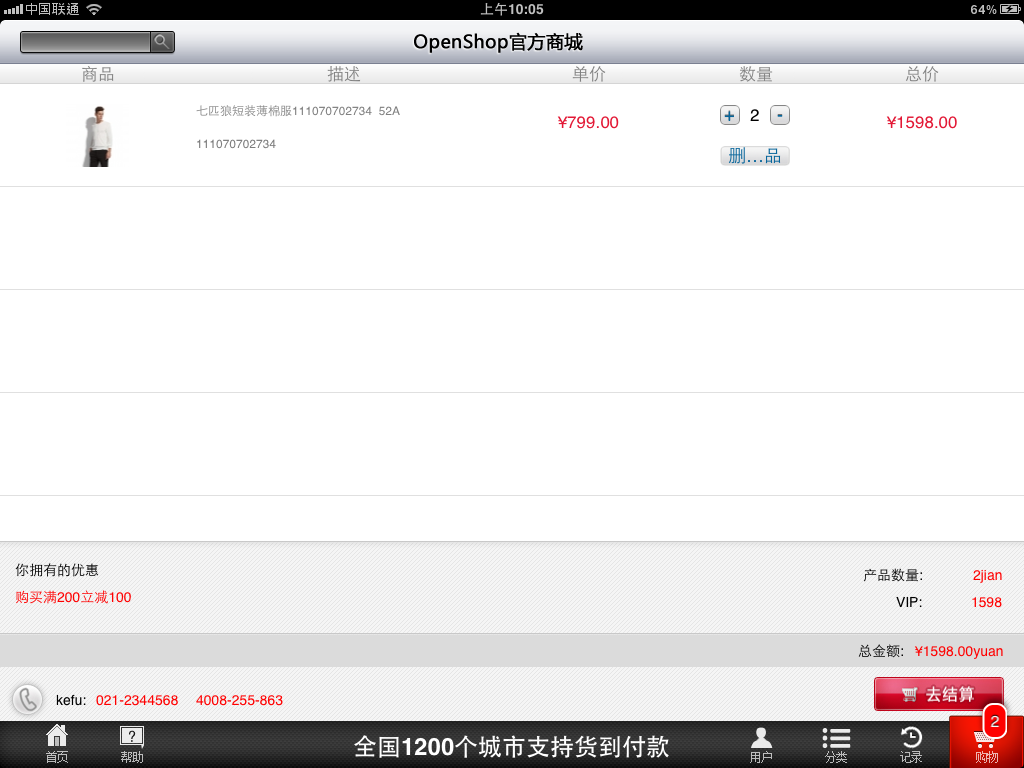 中国联通 上午10:05 64%
OpenShop官方商城
商品 描述 单价 数量 总价
七匹狼短装薄棉服111070702734 52A
¥799.00 + 2 - ¥1598.00
111070702734
删...品
你拥有的优惠
购买满200立减100
产品数量: 2jian
VIP: 1598
总金额: ¥1598.00yuan
kefu: 021-2344568 4008-255-863
去结算
2
全国1200个城市支持货到付款
首页 帮助 用户 分类 记录 购物